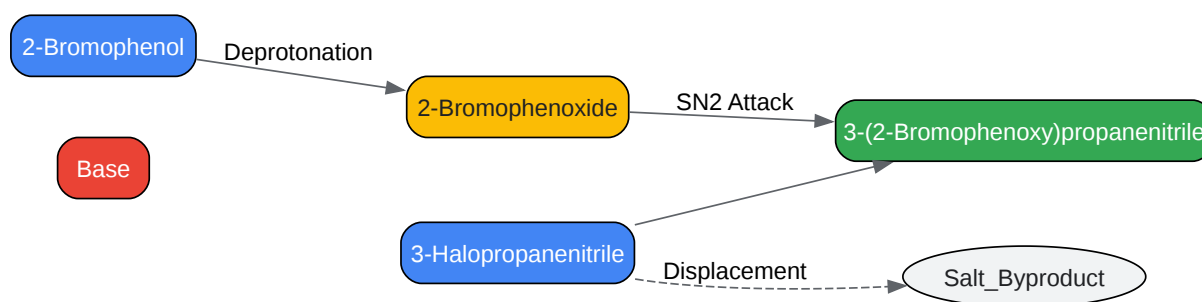 2-Bromophenol
Deprotonation
2-Bromophenoxide
SN2 Attack
3-(2-Bromophenoxy)propanenitrile
Base
3-Halopropanenitrile
Displacement
Salt_Byproduct